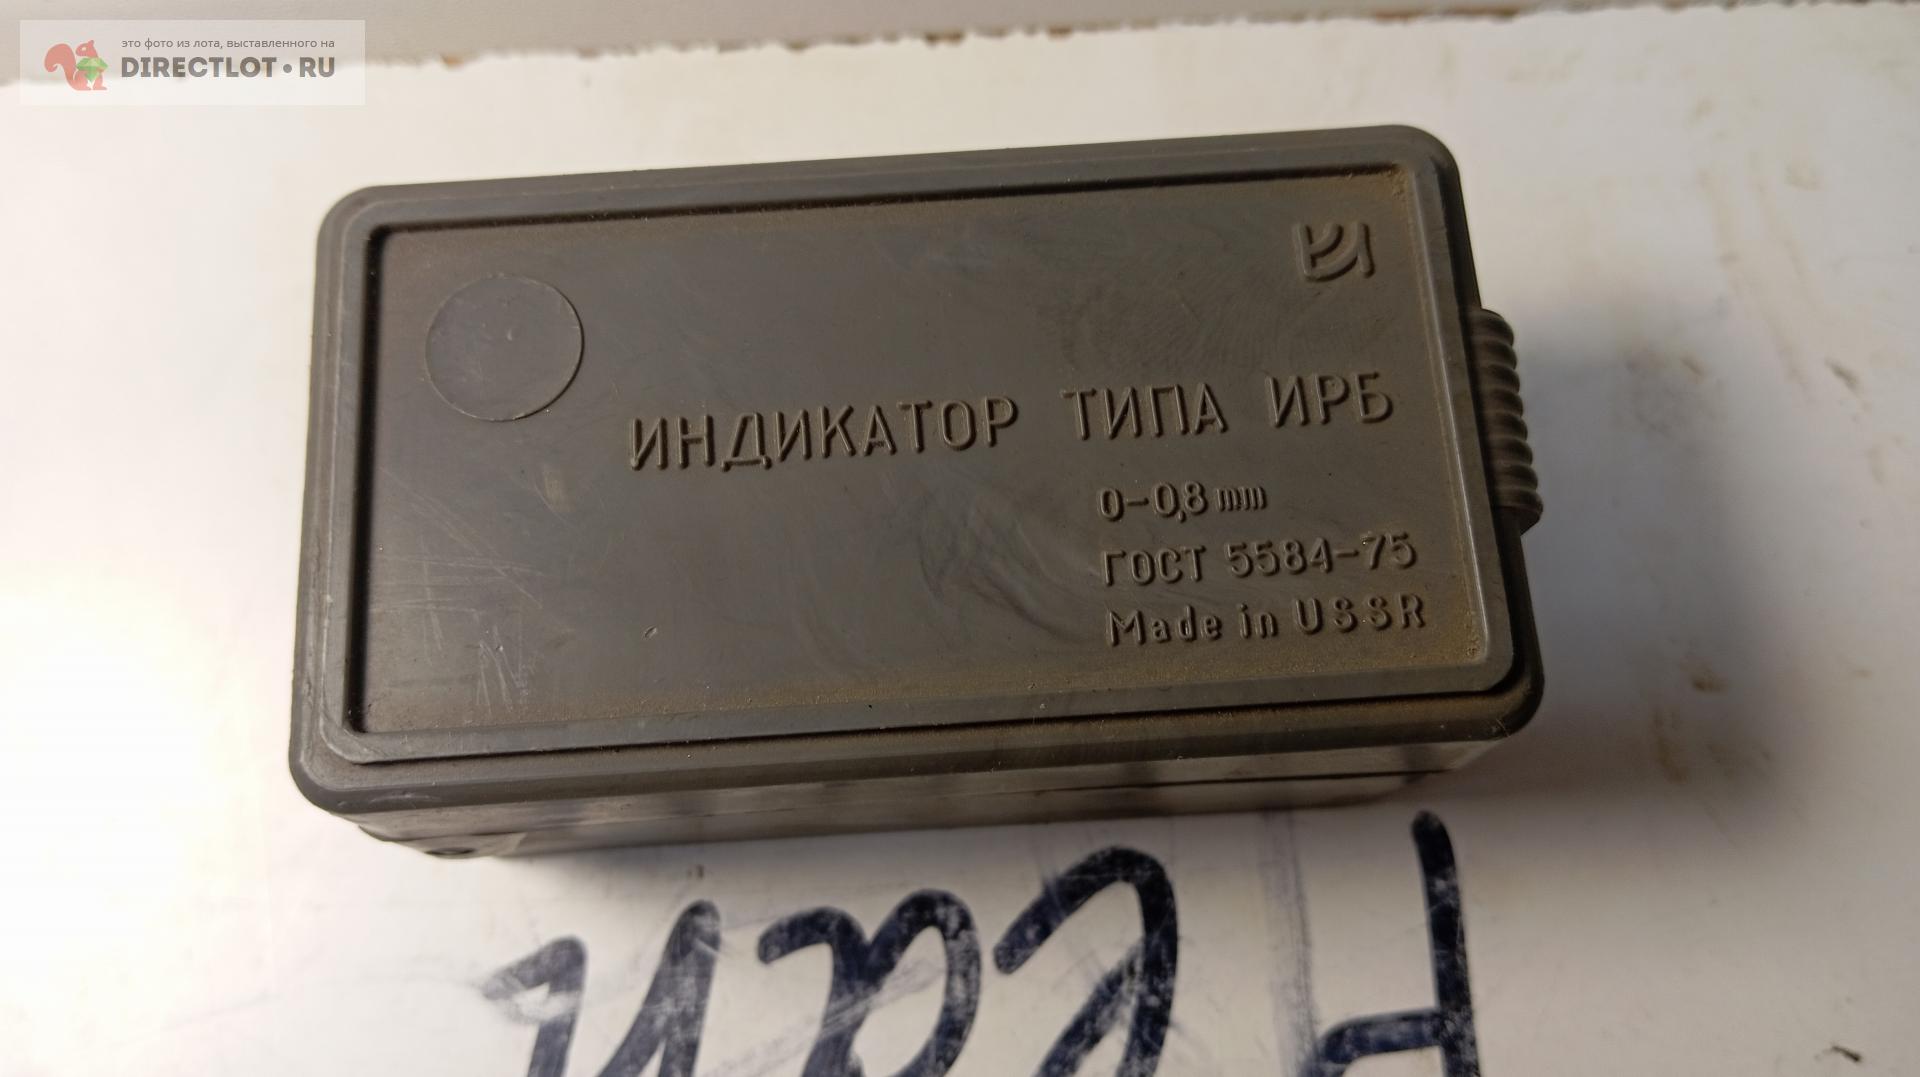 это фото из лота, выставленного на
DIRECTLOT•RU
ИНДИКАТОР ТИПА ИРБ
0-0,8 mm
ГОСТ 5584-75
Made in USSR